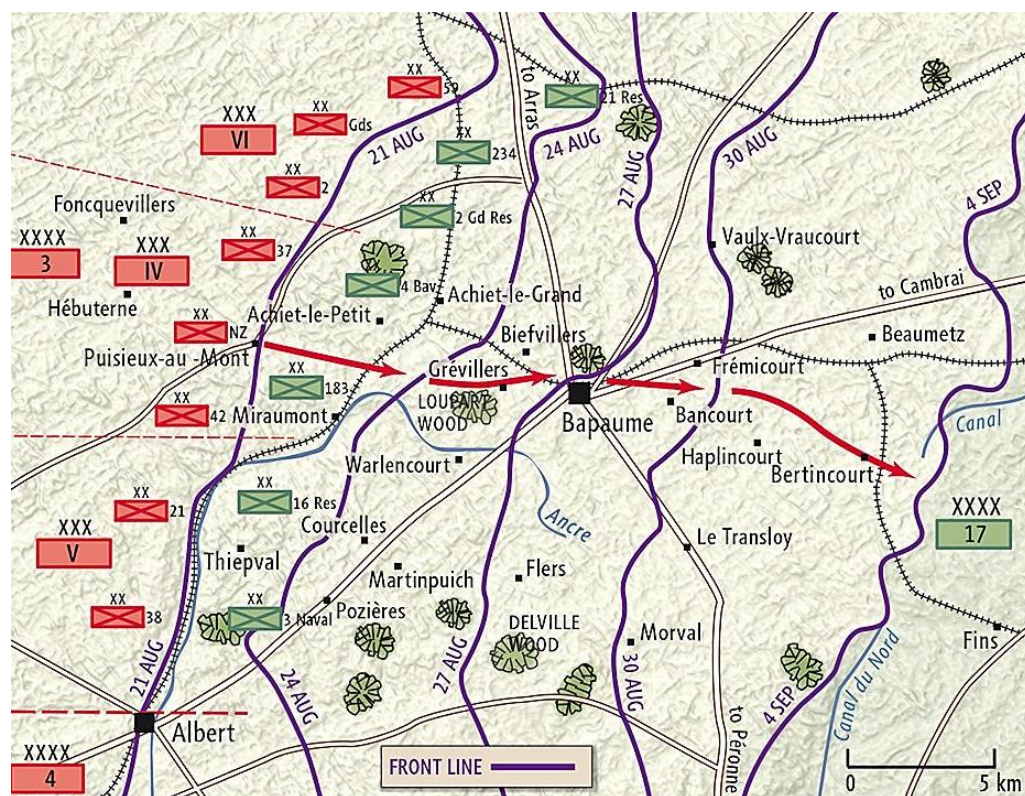 XX
59
XX
21 Res
to Arras
XX
Gds
XXX
VI
21 AUG
24 AUG
30 AUG
XX
234
27 AUG
XX
2
4 SEP
Foncquevillers
XX
2 Gd Res
XX
37
XXXX
3
XXX
IV
Vaulx-Vraucourt
XX
4 Bav
to Cambrai
Hébuterne
Achiet-le-Grand
Achiet-le-Petit
XX
NZ
Biefvillers
Beaumetz
Puisieux-au -Mont
Grévillers
Frémicourt
XX
183
LOUPART
WOOD
Bapaume
Bancourt
XX
42
Miraumont
Canal
Haplincourt
Warlencourt
Bertincourt
XX
21
XX
16 Res
Ancre
XXXX
17
Courcelles
XXX
V
Thiepval
Le Transloy
Martinpuich
Flers
XX
38
XX
3 Naval
Pozières
DELVILLE
WOOD
Morval
Fins
21 AUG
24 AUG
27 AUG
30 AUG
4 SEP
Canal du Nord
Albert
to Péronne
XXXX
4
FRONT LINE
0
5 km